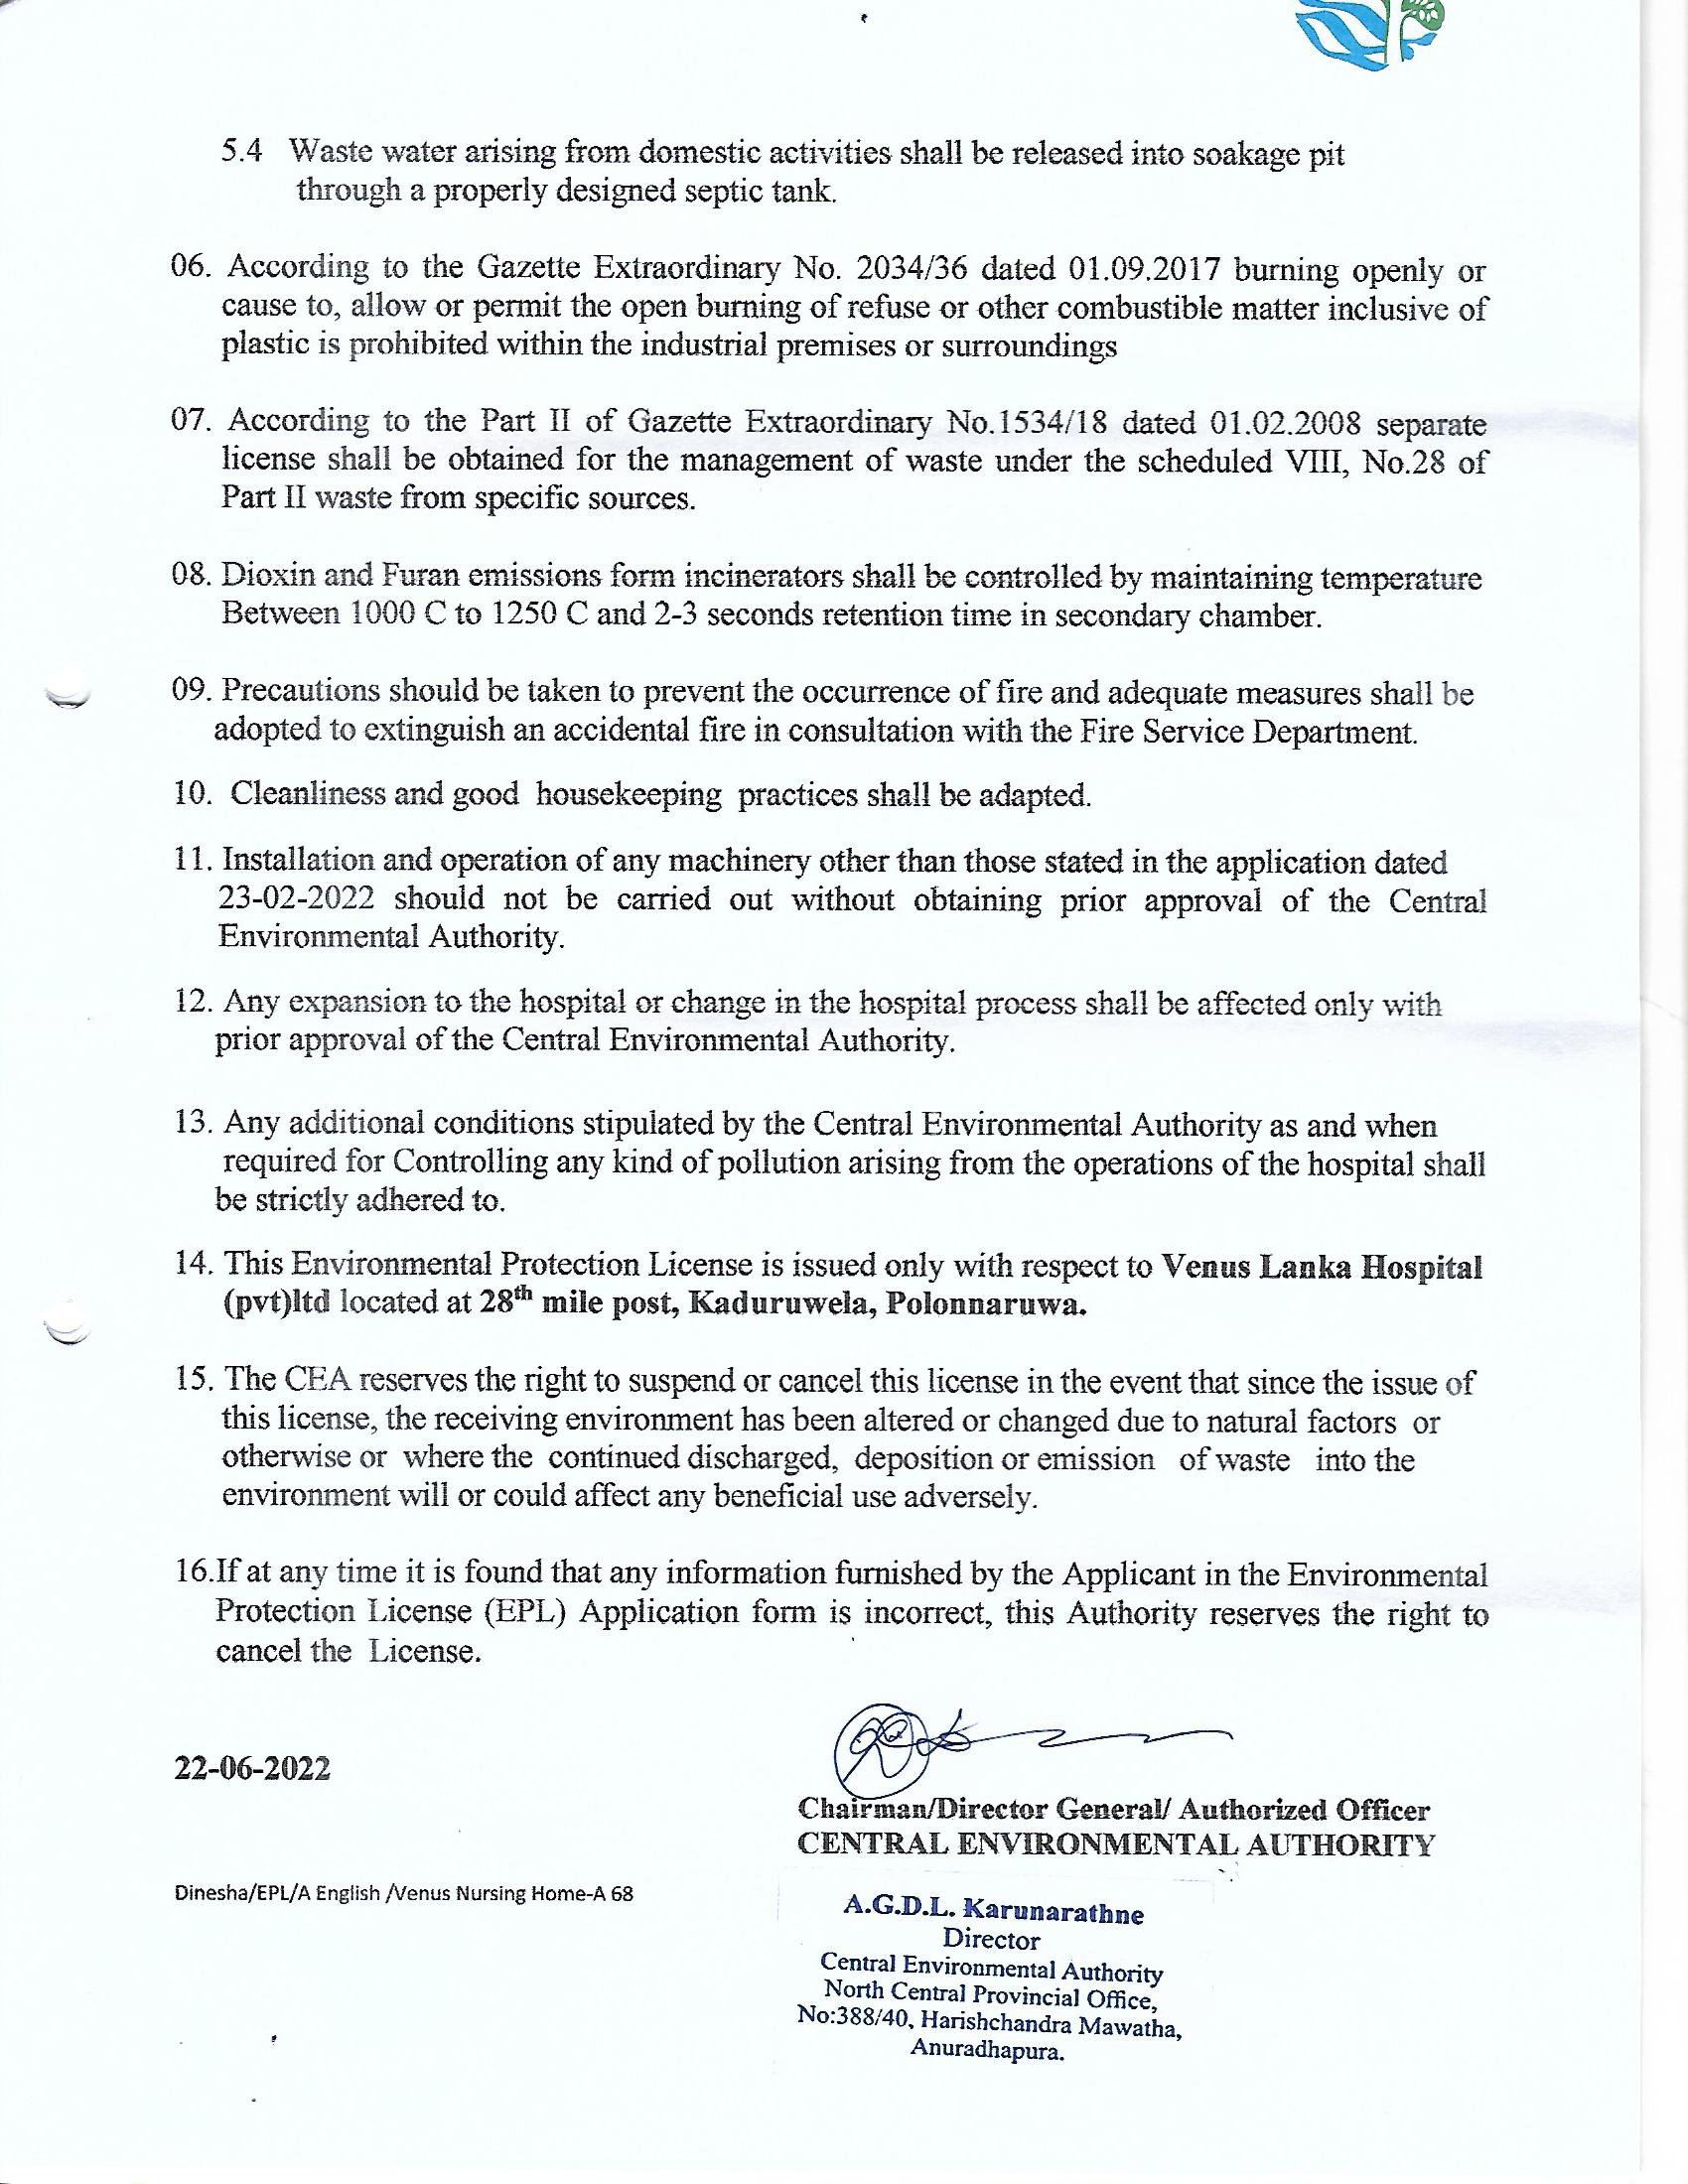 5.4 Waste water arising from domestic activities shall be released into soakage pit
through a properly designed septic tank.
06. According to the Gazette Extraordinary No. 2034/36 dated 01.09.2017 burning openly or
cause to, allow or permit the open burning of refuse or other combustible matter inclusive of
plastic is prohibited within the industrial premises or surroundings
07. According to the Part II of Gazette Extraordinary No.1534/18 dated 01.02.2008 separate
license shall be obtained for the management of waste under the scheduled VIII, No.28 of
Part II waste from specific sources.
08. Dioxin and Furan emissions form incinerators shall be controlled by maintaining temperature
Between 1000 C to 1250 C and 2-3 seconds retention time in secondary chamber.
09. Precautions should be taken to prevent the occurrence of fire and adequate measures shall be
adopted to extinguish an accidental fire in consultation with the Fire Service Department.
10. Cleanliness and good housekeeping practices shall be adapted.
11. Installation and operation of any machinery other than those stated in the application dated
23-02-2022 should not be carried out without obtaining prior approval of the Central
Environmental Authority.
12. Any expansion to the hospital or change in the hospital process shall be affected only with
prior approval of the Central Environmental Authority.
13. Any additional conditions stipulated by the Central Environmental Authority as and when
required for Controlling any kind of pollution arising from the operations of the hospital shall
be strictly adhered to.
14. This Environmental Protection License is issued only with respect to Venus Lanka Hospital
(pvt)ltd located at 28th mile post, Kaduruwela, Polonnaruwa.
15. The CEA reserves the right to suspend or cancel this license in the event that since the issue of
this license, the receiving environment has been altered or changed due to natural factors or
otherwise or where the continued discharged, deposition or emission of waste into the
environment will or could affect any beneficial use adversely.
16.If at any time it is found that any information furnished by the Applicant in the Environmental
Protection License (EPL) Application form is incorrect, this Authority reserves the right to
cancel the License.
22-06-2022
Chairman/Director General/ Authorized Officer
CENTRAL ENVIRONMENTAL AUTHORITY
Dinesha/EPL/A English /Venus Nursing Home-A 68
A.G.D.L. Karunarathne
Director
Central Environmental Authority
North Central Provincial Office,
No:388/40, Harishchandra Mawatha,
Anuradhapura.